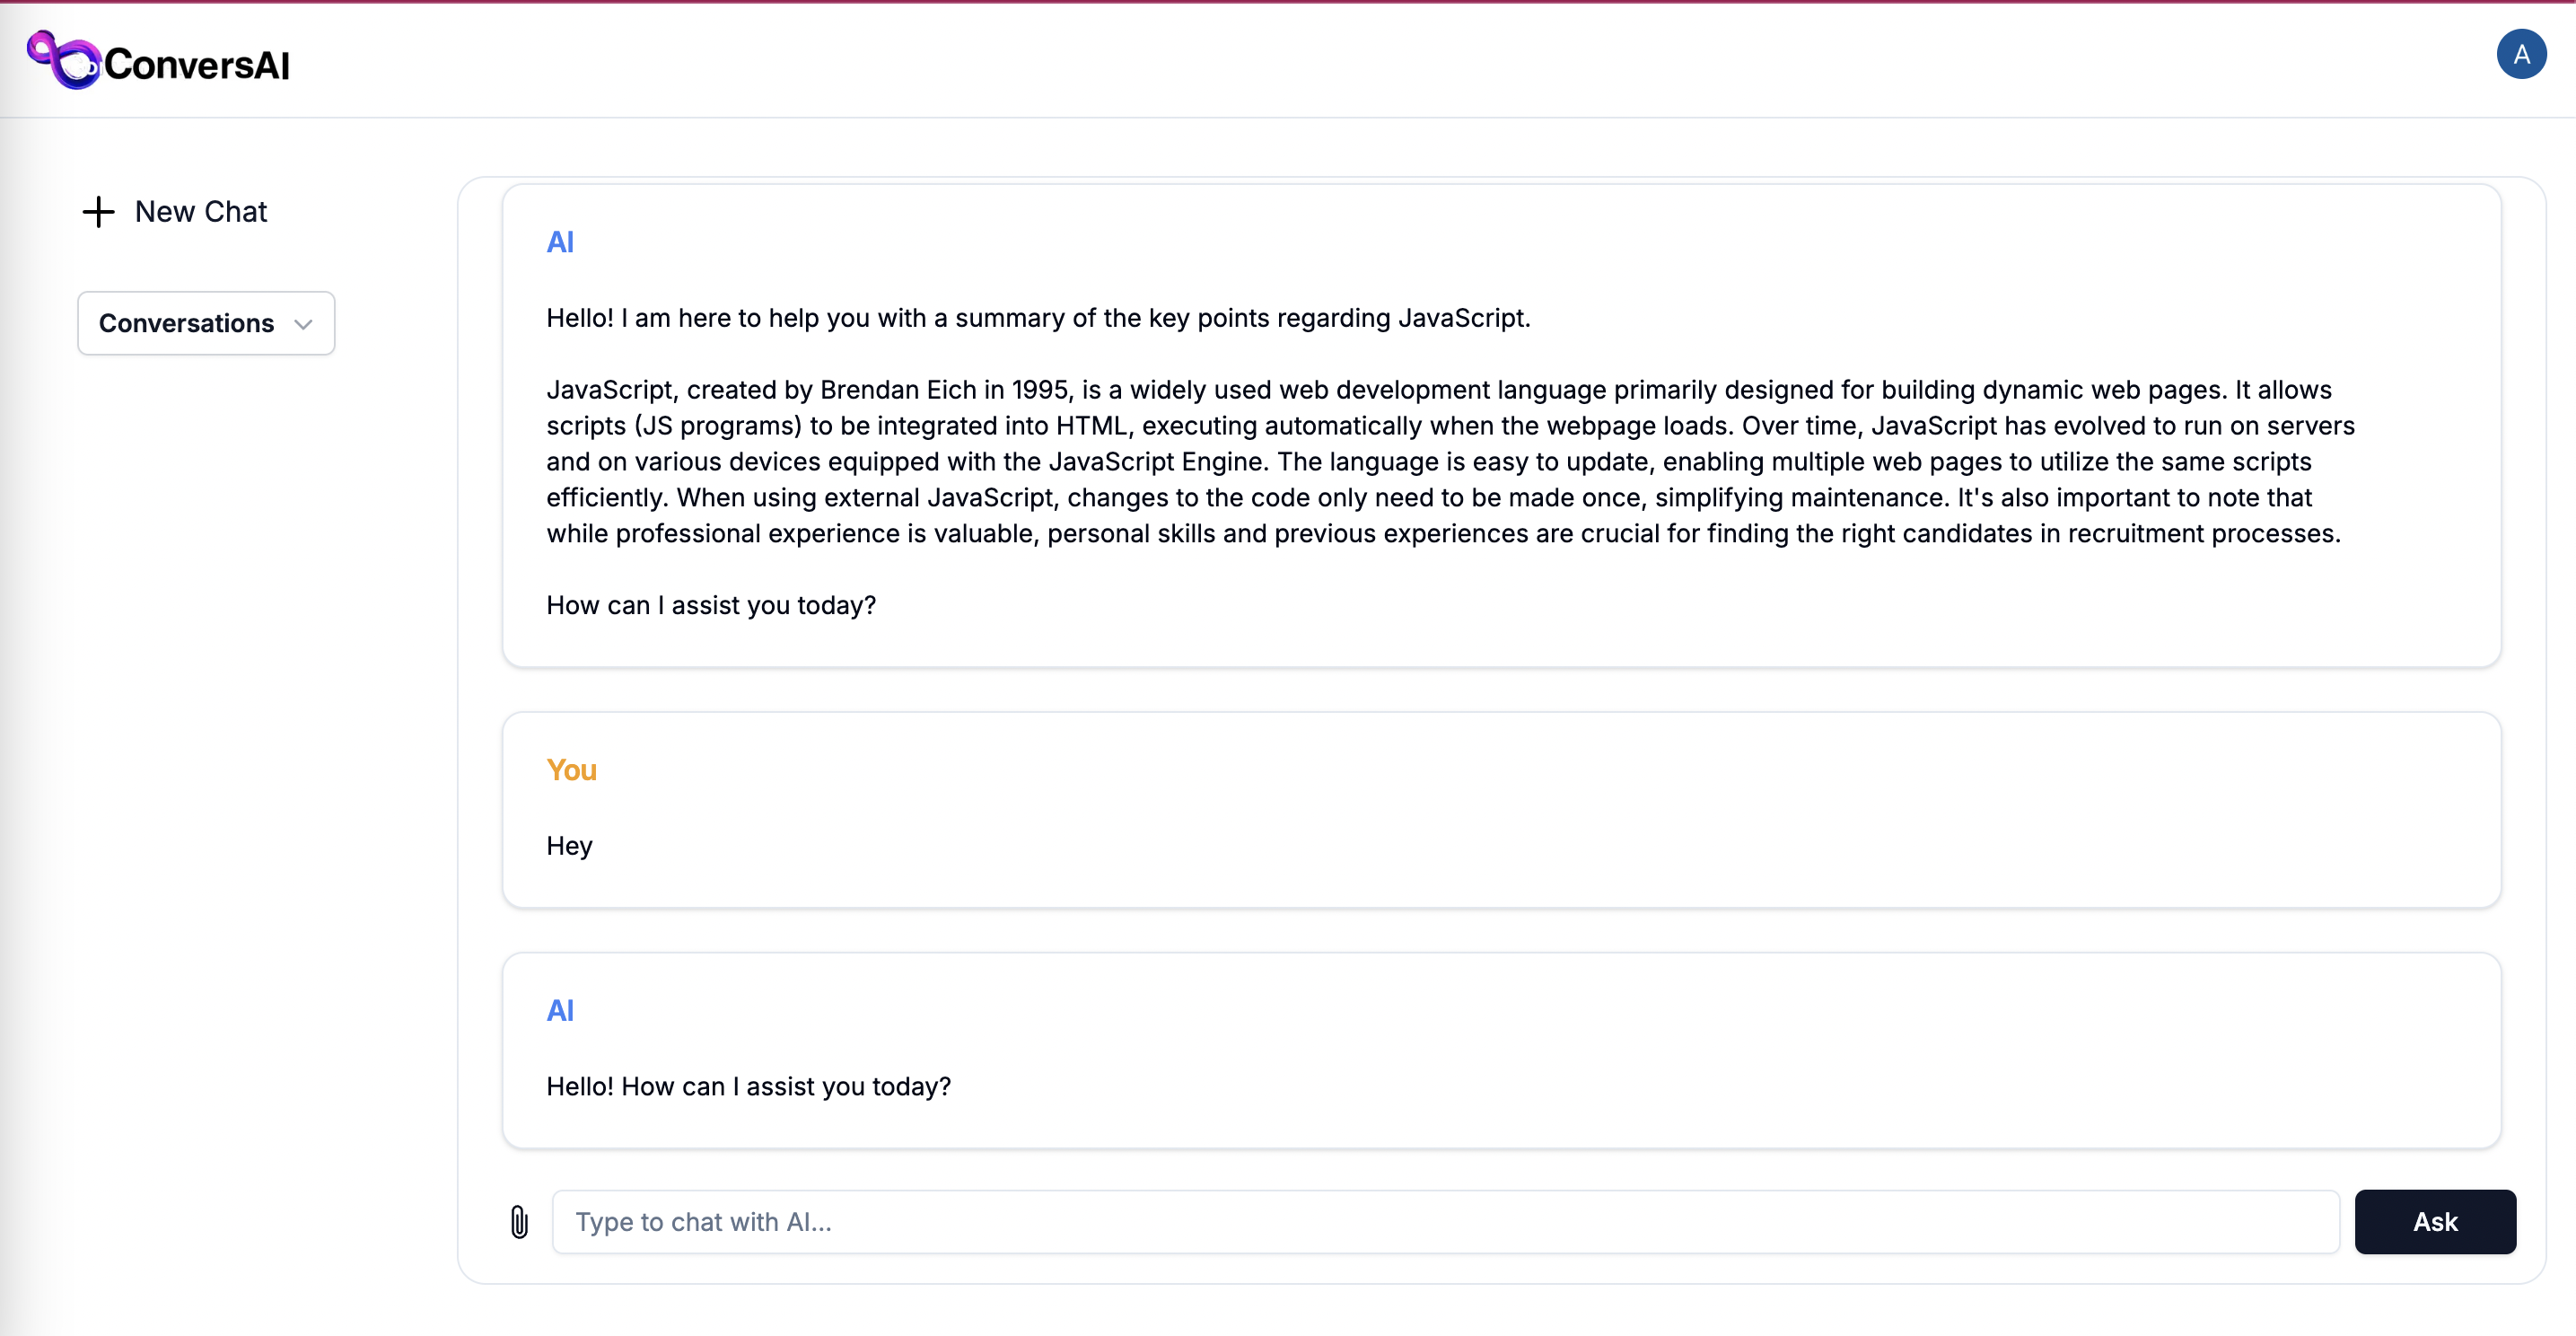 ConversAI
A
New Chat
Conversations
AI
Hello! I am here to help you with a summary of the key points regarding JavaScript.
JavaScript, created by Brendan Eich in 1995, is a widely used web development language primarily designed for building dynamic web pages. It allows
scripts (JS programs) to be integrated into HTML, executing automatically when the webpage loads. Over time, JavaScript has evolved to run on servers
and on various devices equipped with the JavaScript Engine. The language is easy to update, enabling multiple web pages to utilize the same scripts
efficiently. When using external JavaScript, changes to the code only need to be made once, simplifying maintenance. It's also important to note that
while professional experience is valuable, personal skills and previous experiences are crucial for finding the right candidates in recruitment processes.
How can I assist you today?
You
Hey
AI
Hello! How can I assist you today?
Type to chat with AI...
Ask